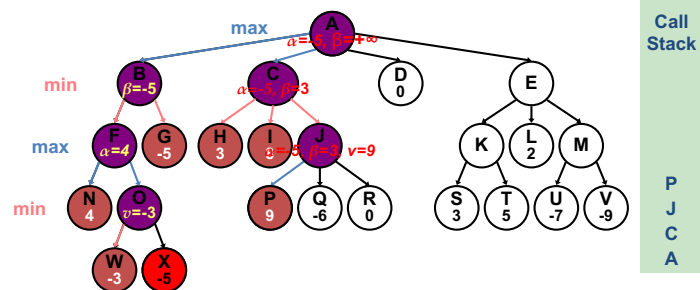 max
A
α=-5, β=+∞
Call
Stack
min
B
β=-5
C
α=-5, β=3
D
0
E
max
F
α=4
G
-5
H
3
I
J
α=-5, β=3, v=9
K
L
2
M
min
N
4
O
v=-3
P
9
Q
-6
R
0
S
3
T
5
U
-7
V
-9
W
-3
X
-5
P
J
C
A